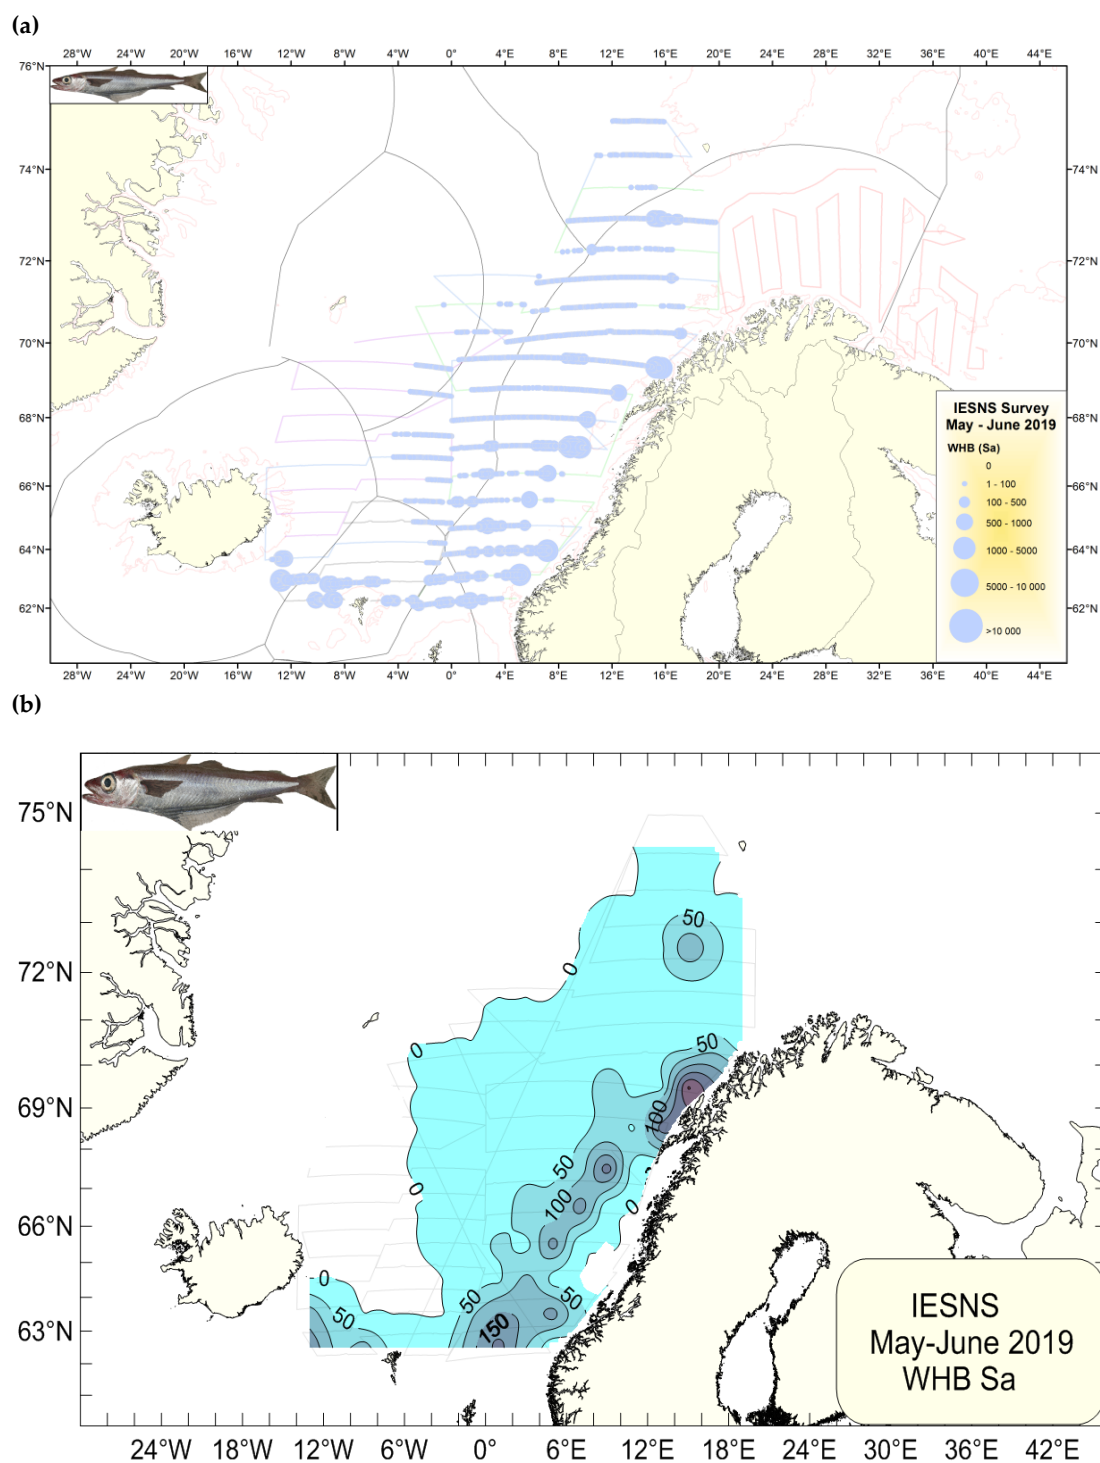 (a)
28°W 24°W 20°W 16°W 12°W 8°W 4°W 0° 4°E 8°E 12°E 16°E 20°E 24°E 28°E 32°E 36°E 40°E 44°E
76°N
74°N 74°N
72°N 72°N
70°N 70°N
68°N 68°N
66°N 66°N
64°N 64°N
62°N 62°N
IESNS Survey
May - June 2019
WHB (Sa)
0
1 - 100
100 - 500
500 - 1000
1000 - 5000
5000 - 10 000
>10 000
28°W 24°W 20°W 16°W 12°W 8°W 4°W 0° 4°E 8°E 12°E 16°E 20°E 24°E 28°E 32°E 36°E 40°E 44°E
(b)
75°N
50
72°N
0
0
50
69°N
100
50
0
100
66°N
0
0
50
50
50
150
63°N
IESNS
May-June 2019
WHB Sa
24°W 18°W 12°W 6°W 0° 6°E 12°E 18°E 24°E 30°E 36°E 42°E